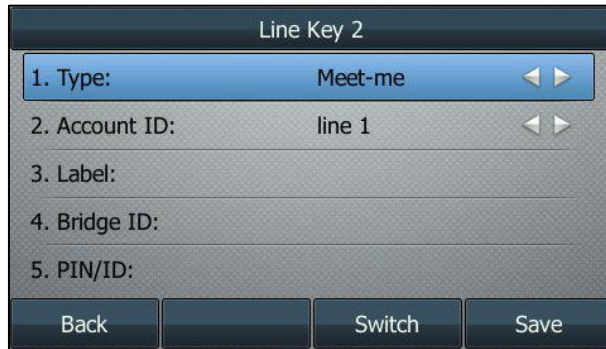 Line Key 2
1. Type: Meet-me
2. Account ID: line 1
3. Label:
4. Bridge ID:
5. PIN/ID:
Back Switch Save